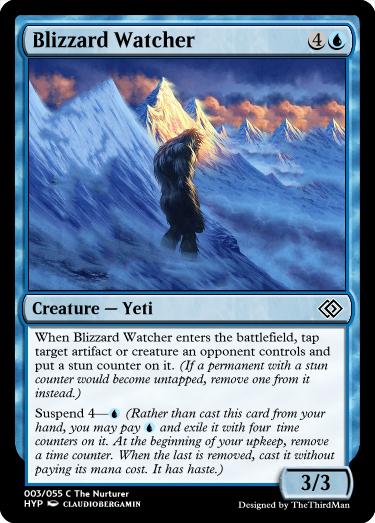 Blizzard Watcher 4
Creature — Yeti
When Blizzard Watcher enters the battlefield, tap
target artifact or creature an opponent controls and
put a stun counter on it. (If a permanent with a stun
counter would become untapped, remove one from it
instead.)
Suspend 4— (Rather than cast this card from your
hand, you may pay and exile it with four time
counters on it. At the beginning of your upkeep, remove
a time counter. When the last is removed, cast it without
paying its mana cost. It has haste.)
3/3
003/055 C The Nurturer
HYP CLAUDIOBERGAMIN
Designed by TheThirdMan